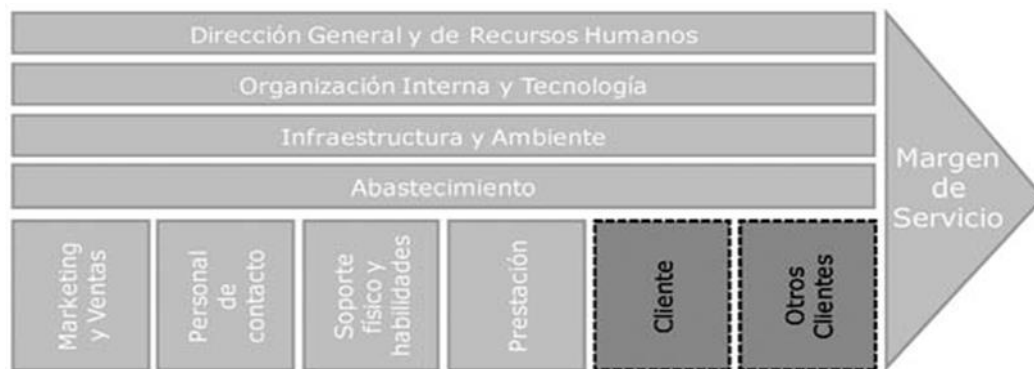 Dirección General y de Recursos Humanos
Organización Interna y Tecnología
Infraestructura y Ambiente
Abastecimiento
Marketing
y Ventas
Personal
de
contacto
Soporte
físico y
habilidades
Prestación
Cliente
Otros
Clientes
Margen
de
Servicio